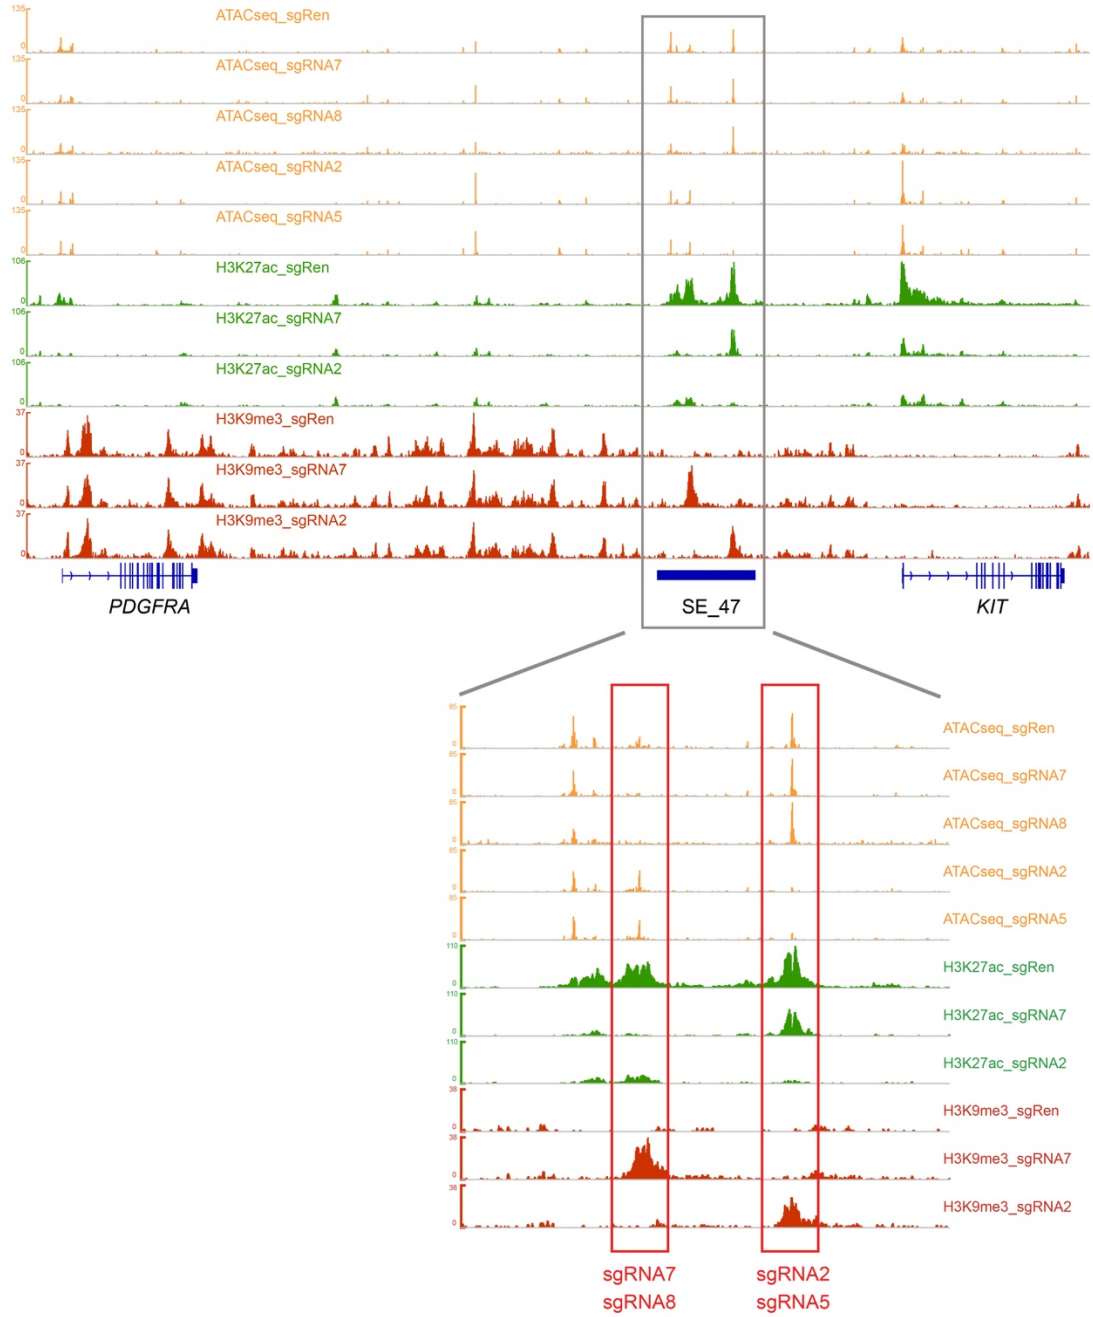 135
0
ATACseq_sgRen
135
0
ATACseq_sgRNA7
135
0
ATACseq_sgRNA8
135
0
ATACseq_sgRNA2
135
0
ATACseq_sgRNA5
106
0
H3K27ac_sgRen
106
0
H3K27ac_sgRNA7
106
0
H3K27ac_sgRNA2
37
0
H3K9me3_sgRen
37
0
H3K9me3_sgRNA7
37
0
H3K9me3_sgRNA2
PDGFRA SE_47 KIT
85
0
ATACseq_sgRen
85
0
ATACseq_sgRNA7
85
0
ATACseq_sgRNA8
85
0
ATACseq_sgRNA2
85
0
ATACseq_sgRNA5
110
0
H3K27ac_sgRen
110
0
H3K27ac_sgRNA7
110
0
H3K27ac_sgRNA2
38
0
H3K9me3_sgRen
38
0
H3K9me3_sgRNA7
38
0
H3K9me3_sgRNA2
sgRNA7 sgRNA2
sgRNA8 sgRNA5